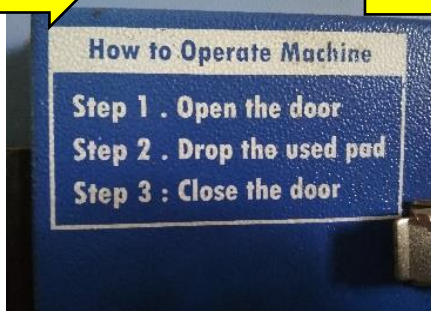 How to Operate Machine
Step 1 . Open the door
Step 2 . Drop the used pad
Step 3 : Close the door